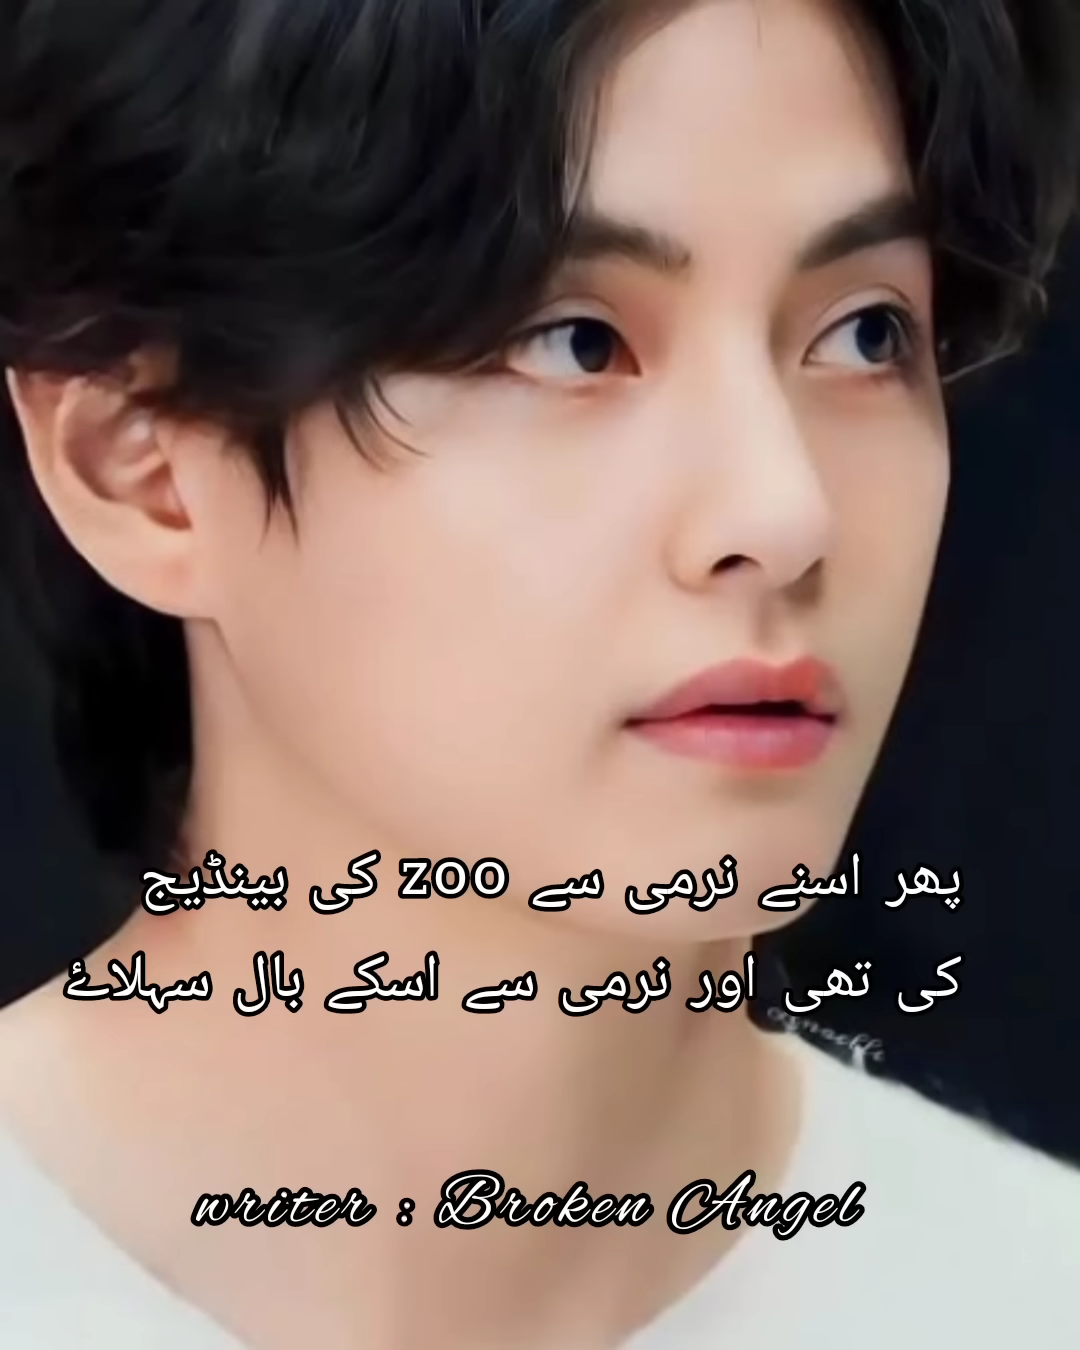 پھر اسنے نرمی سے zoo کی بینڈیج
کی تھی اور نرمی سے اسکے بال سہلائے
writer : Broken Angel